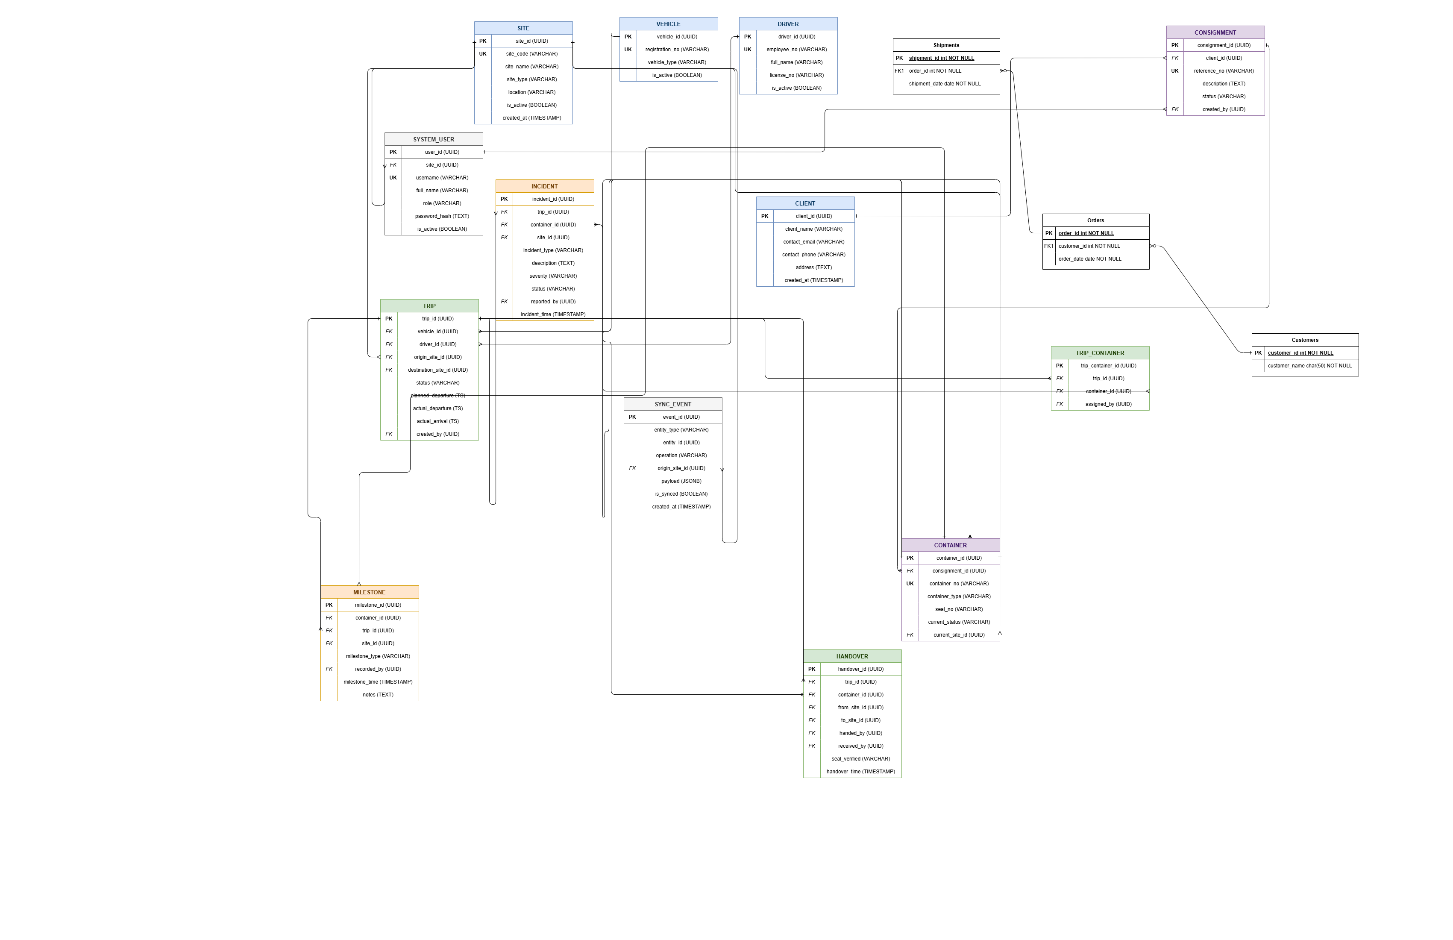 SITE
PK site_id (UUID)
UK site_code (VARCHAR)
site_name (VARCHAR)
site_type (VARCHAR)
location (VARCHAR)
is_active (BOOLEAN)
created_at (TIMESTAMP)
VEHICLE
PK vehicle_id (UUID)
UK registration_no (VARCHAR)
vehicle_type (VARCHAR)
is_active (BOOLEAN)
DRIVER
PK driver_id (UUID)
UK employee_no (VARCHAR)
full_name (VARCHAR)
license_no (VARCHAR)
is_active (BOOLEAN)
Shipments
PK shipment_id int NOT NULL
FK1 order_id int NOT NULL
shipment_date date NOT NULL
CONSIGNMENT
PK consignment_id (UUID)
FK client_id (UUID)
UK reference_no (VARCHAR)
description (TEXT)
status (VARCHAR)
FK created_by (UUID)
SYSTEM_USER
PK user_id (UUID)
FK site_id (UUID)
UK username (VARCHAR)
full_name (VARCHAR)
role (VARCHAR)
password_hash (TEXT)
is_active (BOOLEAN)
INCIDENT
PK incident_id (UUID)
FK trip_id (UUID)
FK container_id (UUID)
FK site_id (UUID)
incident_type (VARCHAR)
description (TEXT)
severity (VARCHAR)
status (VARCHAR)
FK reported_by (UUID)
incident_time (TIMESTAMP)
CLIENT
PK client_id (UUID)
client_name (VARCHAR)
contact_email (VARCHAR)
contact_phone (VARCHAR)
address (TEXT)
created_at (TIMESTAMP)
Orders
PK order_id int NOT NULL
FK1 customer_id int NOT NULL
order_date date NOT NULL
TRIP
PK trip_id (UUID)
FK vehicle_id (UUID)
FK driver_id (UUID)
FK origin_site_id (UUID)
FK destination_site_id (UUID)
status (VARCHAR)
planned_departure (TS)
actual_departure (TS)
actual_arrival (TS)
FK created_by (UUID)
Customers
PK customer_id int NOT NULL
customer_name char(50) NOT NULL
TRIP_CONTAINER
PK trip_container_id (UUID)
FK trip_id (UUID)
FK container_id (UUID)
FK assigned_by (UUID)
SYNC_EVENT
PK event_id (UUID)
entity_type (VARCHAR)
entity_id (UUID)
operation (VARCHAR)
FK origin_site_id (UUID)
payload (JSONB)
is_synced (BOOLEAN)
created_at (TIMESTAMP)
CONTAINER
PK container_id (UUID)
FK consignment_id (UUID)
UK container_no (VARCHAR)
container_type (VARCHAR)
seal_no (VARCHAR)
current_status (VARCHAR)
FK current_site_id (UUID)
MILESTONE
PK milestone_id (UUID)
FK container_id (UUID)
FK trip_id (UUID)
FK site_id (UUID)
milestone_type (VARCHAR)
FK recorded_by (UUID)
milestone_time (TIMESTAMP)
notes (TEXT)
HANDOVER
PK handover_id (UUID)
FK trip_id (UUID)
FK container_id (UUID)
FK from_site_id (UUID)
FK to_site_id (UUID)
FK handed_by (UUID)
FK received_by (UUID)
seal_verified (VARCHAR)
handover_time (TIMESTAMP)